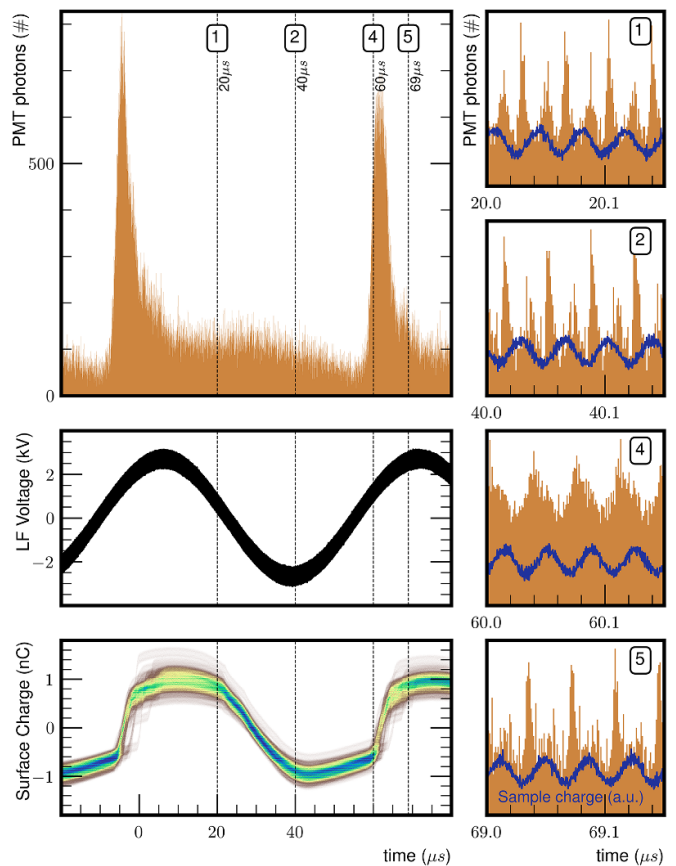 PMT photons (#)
500
0
1
20μs
2
40μs
4
60μs
5
69μs
LF Voltage (kV)
2
0
−2
Surface Charge (nC)
1
0
−1
0
20
40
time (μs)
PMT photons (#)
1
20.0
20.1
2
40.0
40.1
4
60.0
60.1
5
Sample charge (a.u.)
69.0
69.1
time (μs)